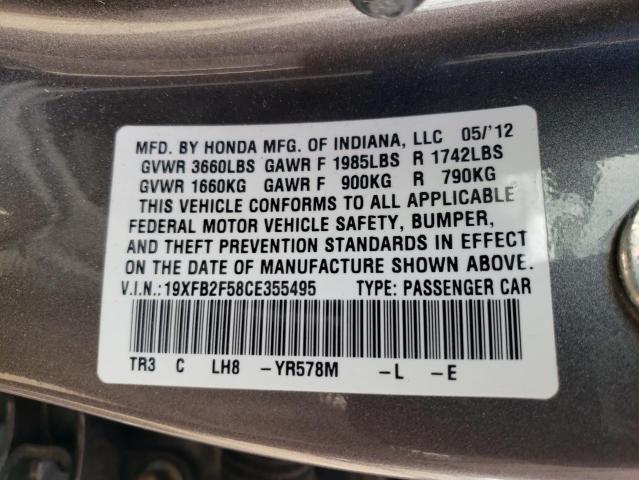 MFD. BY HONDA MFG. OF INDIANA, LLC 05/'12
GVWR 3660LBS GAWR F 1985LBS R 1742LBS
GVWR 1660KG GAWR F 900KG R 790KG
THIS VEHICLE CONFORMS TO ALL APPLICABLE
FEDERAL MOTOR VEHICLE SAFETY, BUMPER,
AND THEFT PREVENTION STANDARDS IN EFFECT
ON THE DATE OF MANUFACTURE SHOWN ABOVE.
V.I.N.:19XFB2F58CE355495 TYPE: PASSENGER CAR
TR3 C LH8 -YR578M -L -E